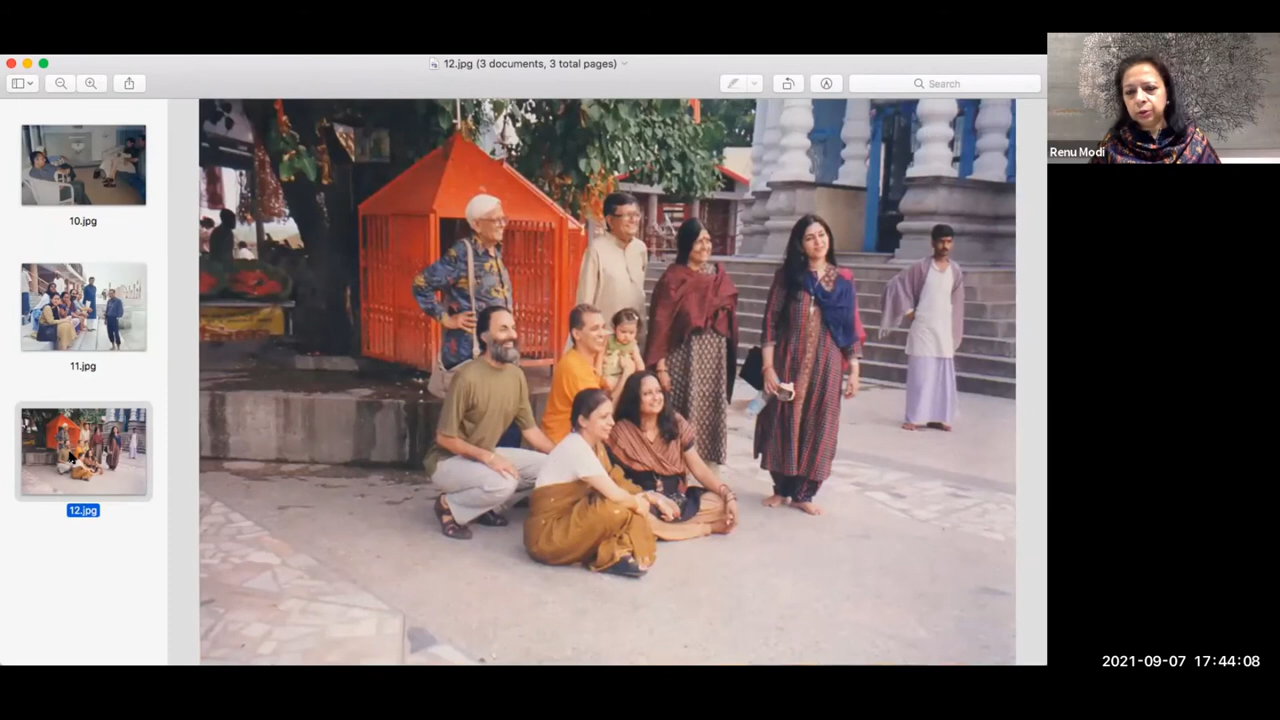 12.jpg (3 documents, 3 total pages)
Search
Renu Modi
10.jpg
11.jpg
12.jpg
2021-09-07 17:44:08